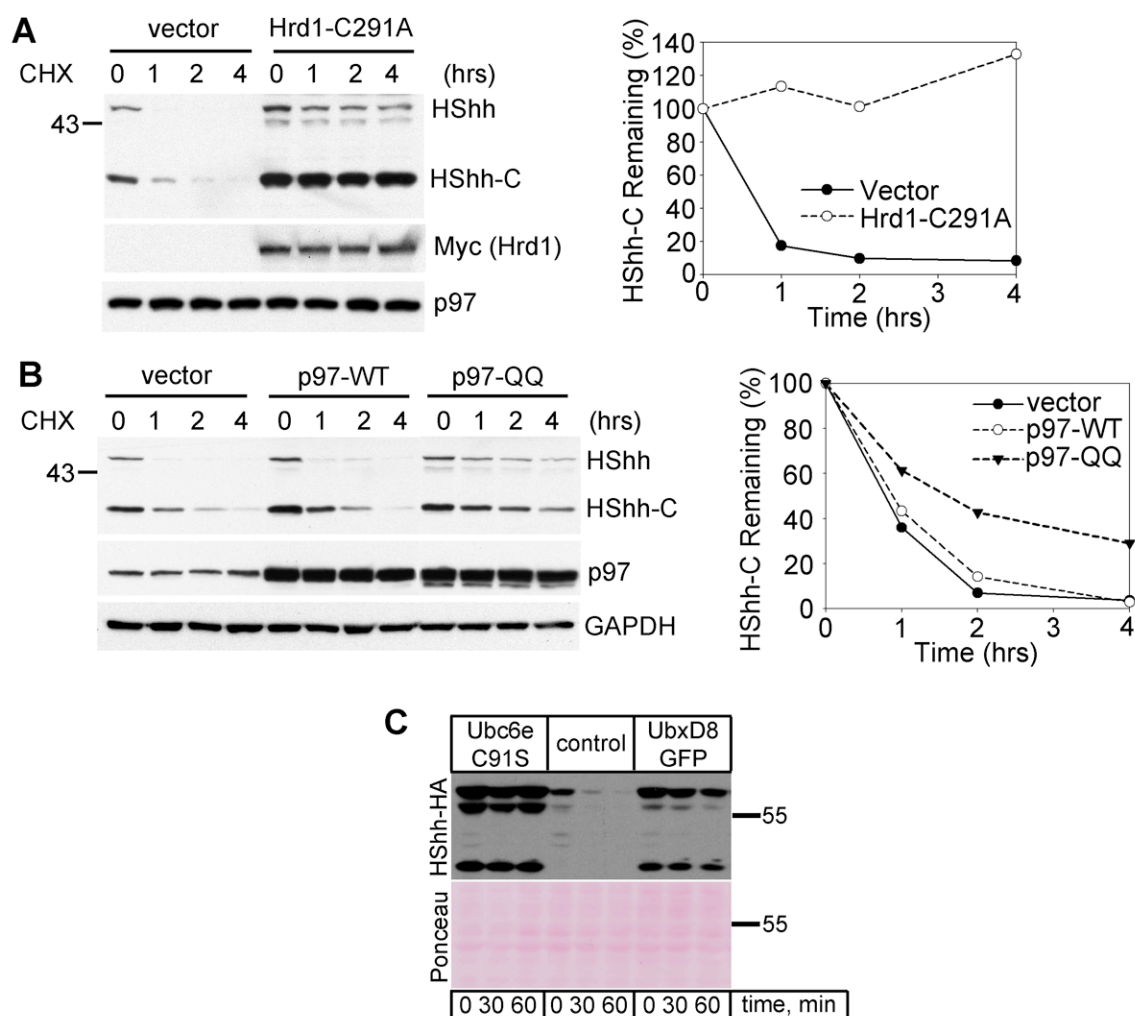 A
vector Hrd1-C291A
CHX 0 1 2 4 0 1 2 4 (hrs)
HShh
43
HShh-C
Myc (Hrd1)
p97
HShh-C Remaining (%)
140
120
100
80
60
40
20
0
Vector
Hrd1-C291A
0 1 2 3 4
Time (hrs)
B
vector p97-WT p97-QQ
CHX 0 1 2 4 0 1 2 4 0 1 2 4 (hrs)
HShh
43
HShh-C
p97
GAPDH
HShh-C Remaining (%)
100
80
60
40
20
0
vector
p97-WT
p97-QQ
0 1 2 3 4
Time (hrs)
C
Ubc6e C91S
control
UbxD8 GFP
HShh-HA
55
Ponceau
55
0 30 60 0 30 60 0 30 60 time, min